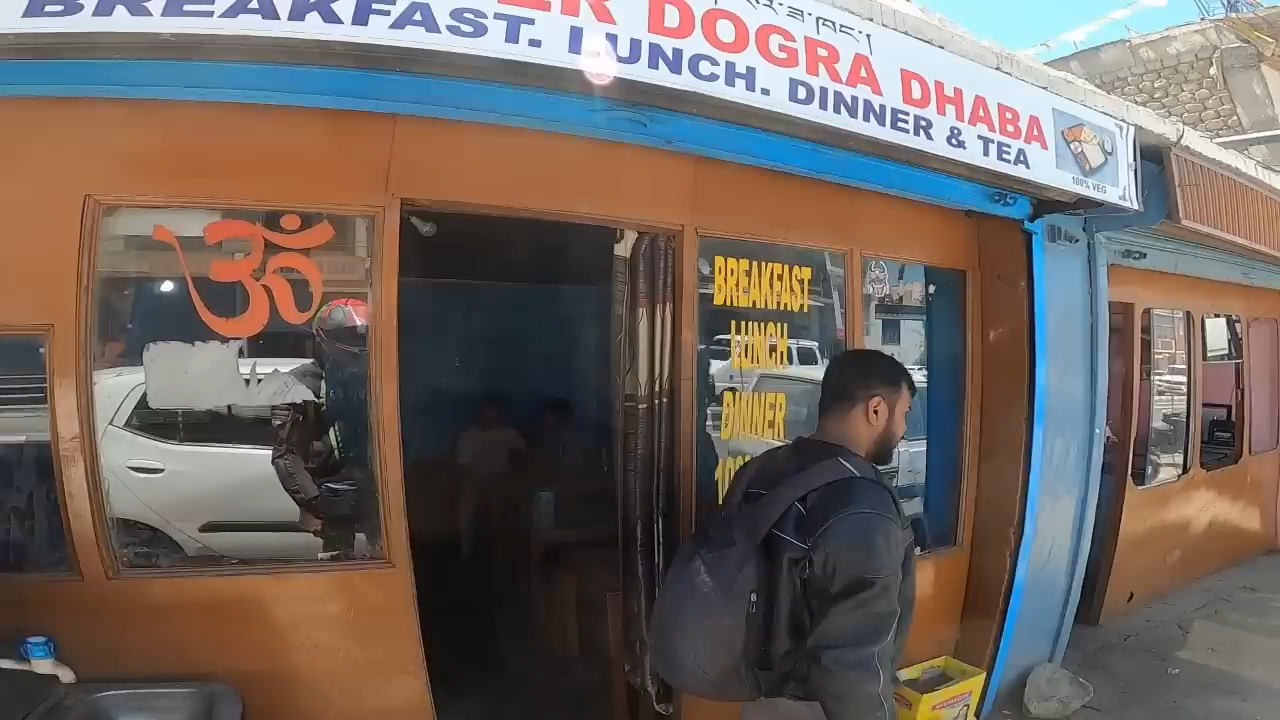 DOGRA DHABA
BREAKFAST. LUNCH. DINNER & TEA
100% VEG
ॐ
BREAKFAST
LUNCH
DINNER